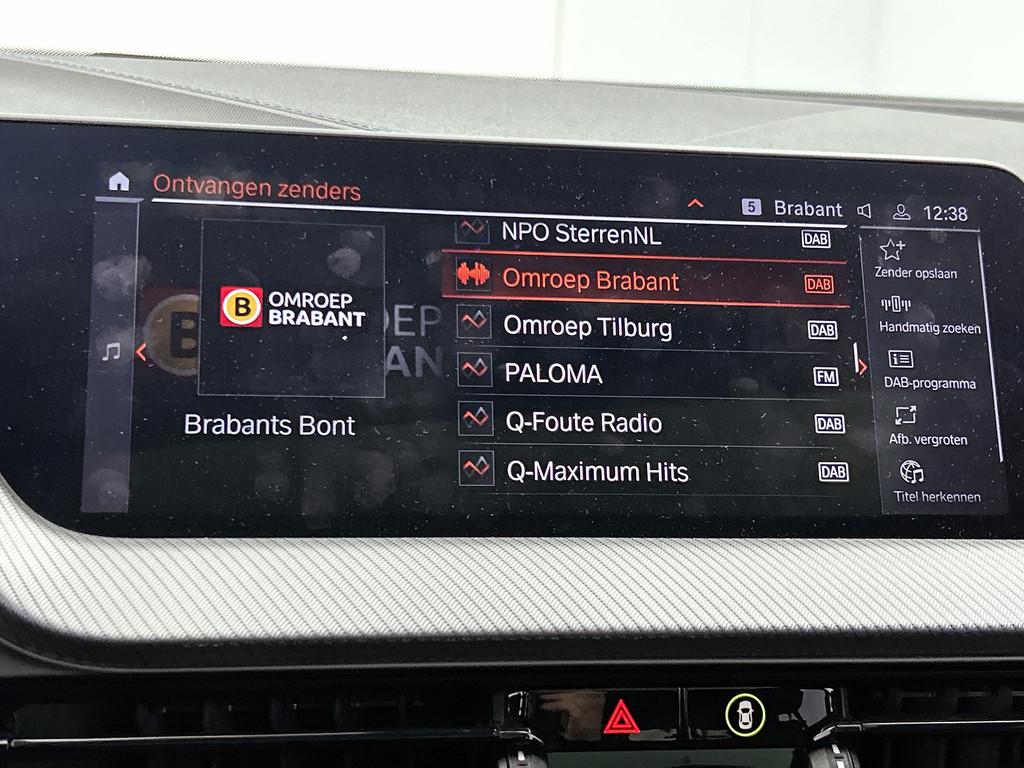 Ontvangen zenders
5 Brabant 12:38
B OMROEP
BRABANT
Brabants Bont
NPO SterrenNL DAB
Omroep Brabant DAB
Omroep Tilburg DAB
PALOMA FM
Q-Foute Radio DAB
Q-Maximum Hits DAB
Zender opslaan
Handmatig zoeken
DAB-programma
Afb. vergroten
Titel herkennen